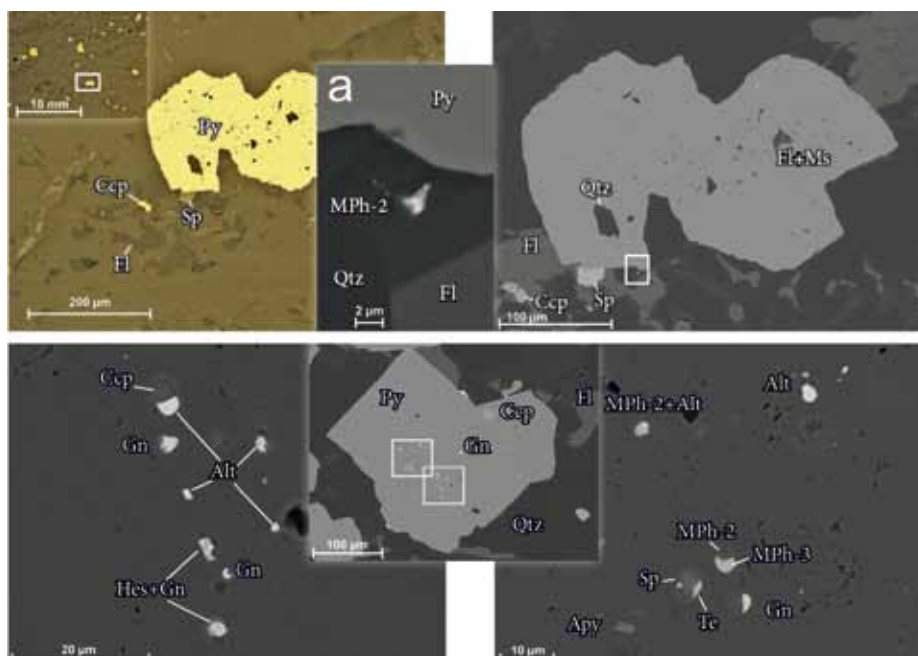 10 mm
Py
Ccp
Sp
Fl
200 µm
a
Py
MPh-2
Qtz
Fl
2 µm
Fl+Ms
Qtz
Fl
Ccp
Sp
100 µm
Ccp
Gn
Alt
Gn
Hes+Gn
20 µm
Py
Ccp
Fl
Gn
Qtz
100 µm
Alt
MPh-2+Alt
MPh-2
MPh-3
Sp
Te
Gn
Apy
10 µm